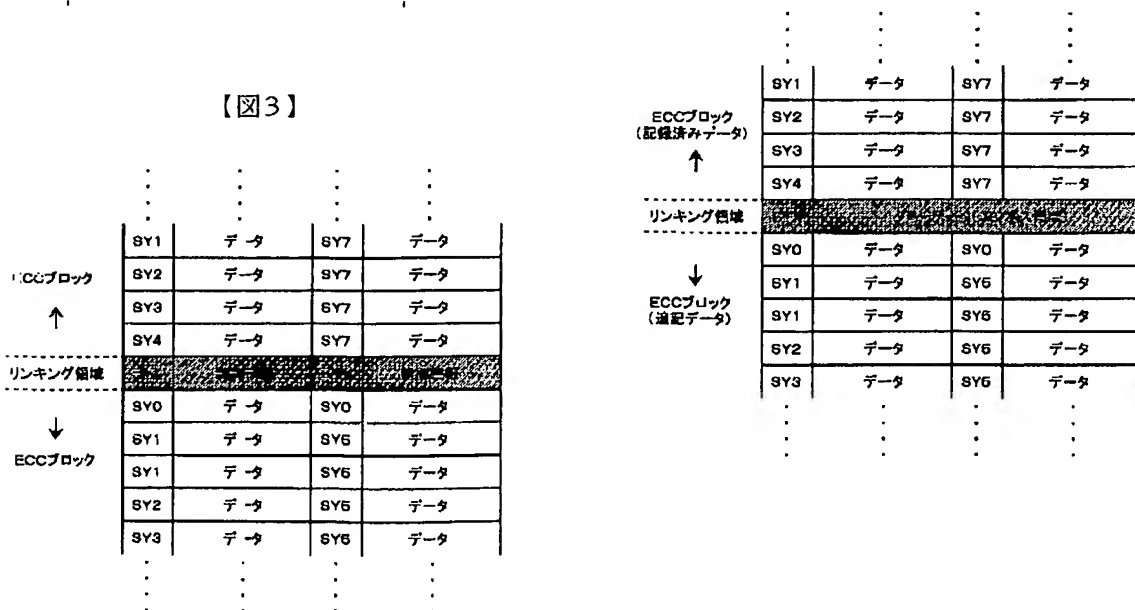 【図3】
SY1 データ SY7 データ
SY2 データ SY7 データ
SY3 データ SY7 データ
SY4 データ SY7 データ
SY0 データ SY0 データ
SY1 データ SY6 データ
SY1 データ SY6 データ
SY2 データ SY6 データ
SY3 データ SY6 データ
ECCブロック
↑
リンキング領域
↓
ECCブロック
SY1 データ SY7 データ
SY2 データ SY7 データ
SY3 データ SY7 データ
SY4 データ SY7 データ
SY0 データ SY0 データ
SY1 データ SY6 データ
SY1 データ SY6 データ
SY2 データ SY6 データ
SY3 データ SY6 データ
ECCブロック
(記録済みデータ)
↑
リンキング領域
↓
ECCブロック
(追記データ)